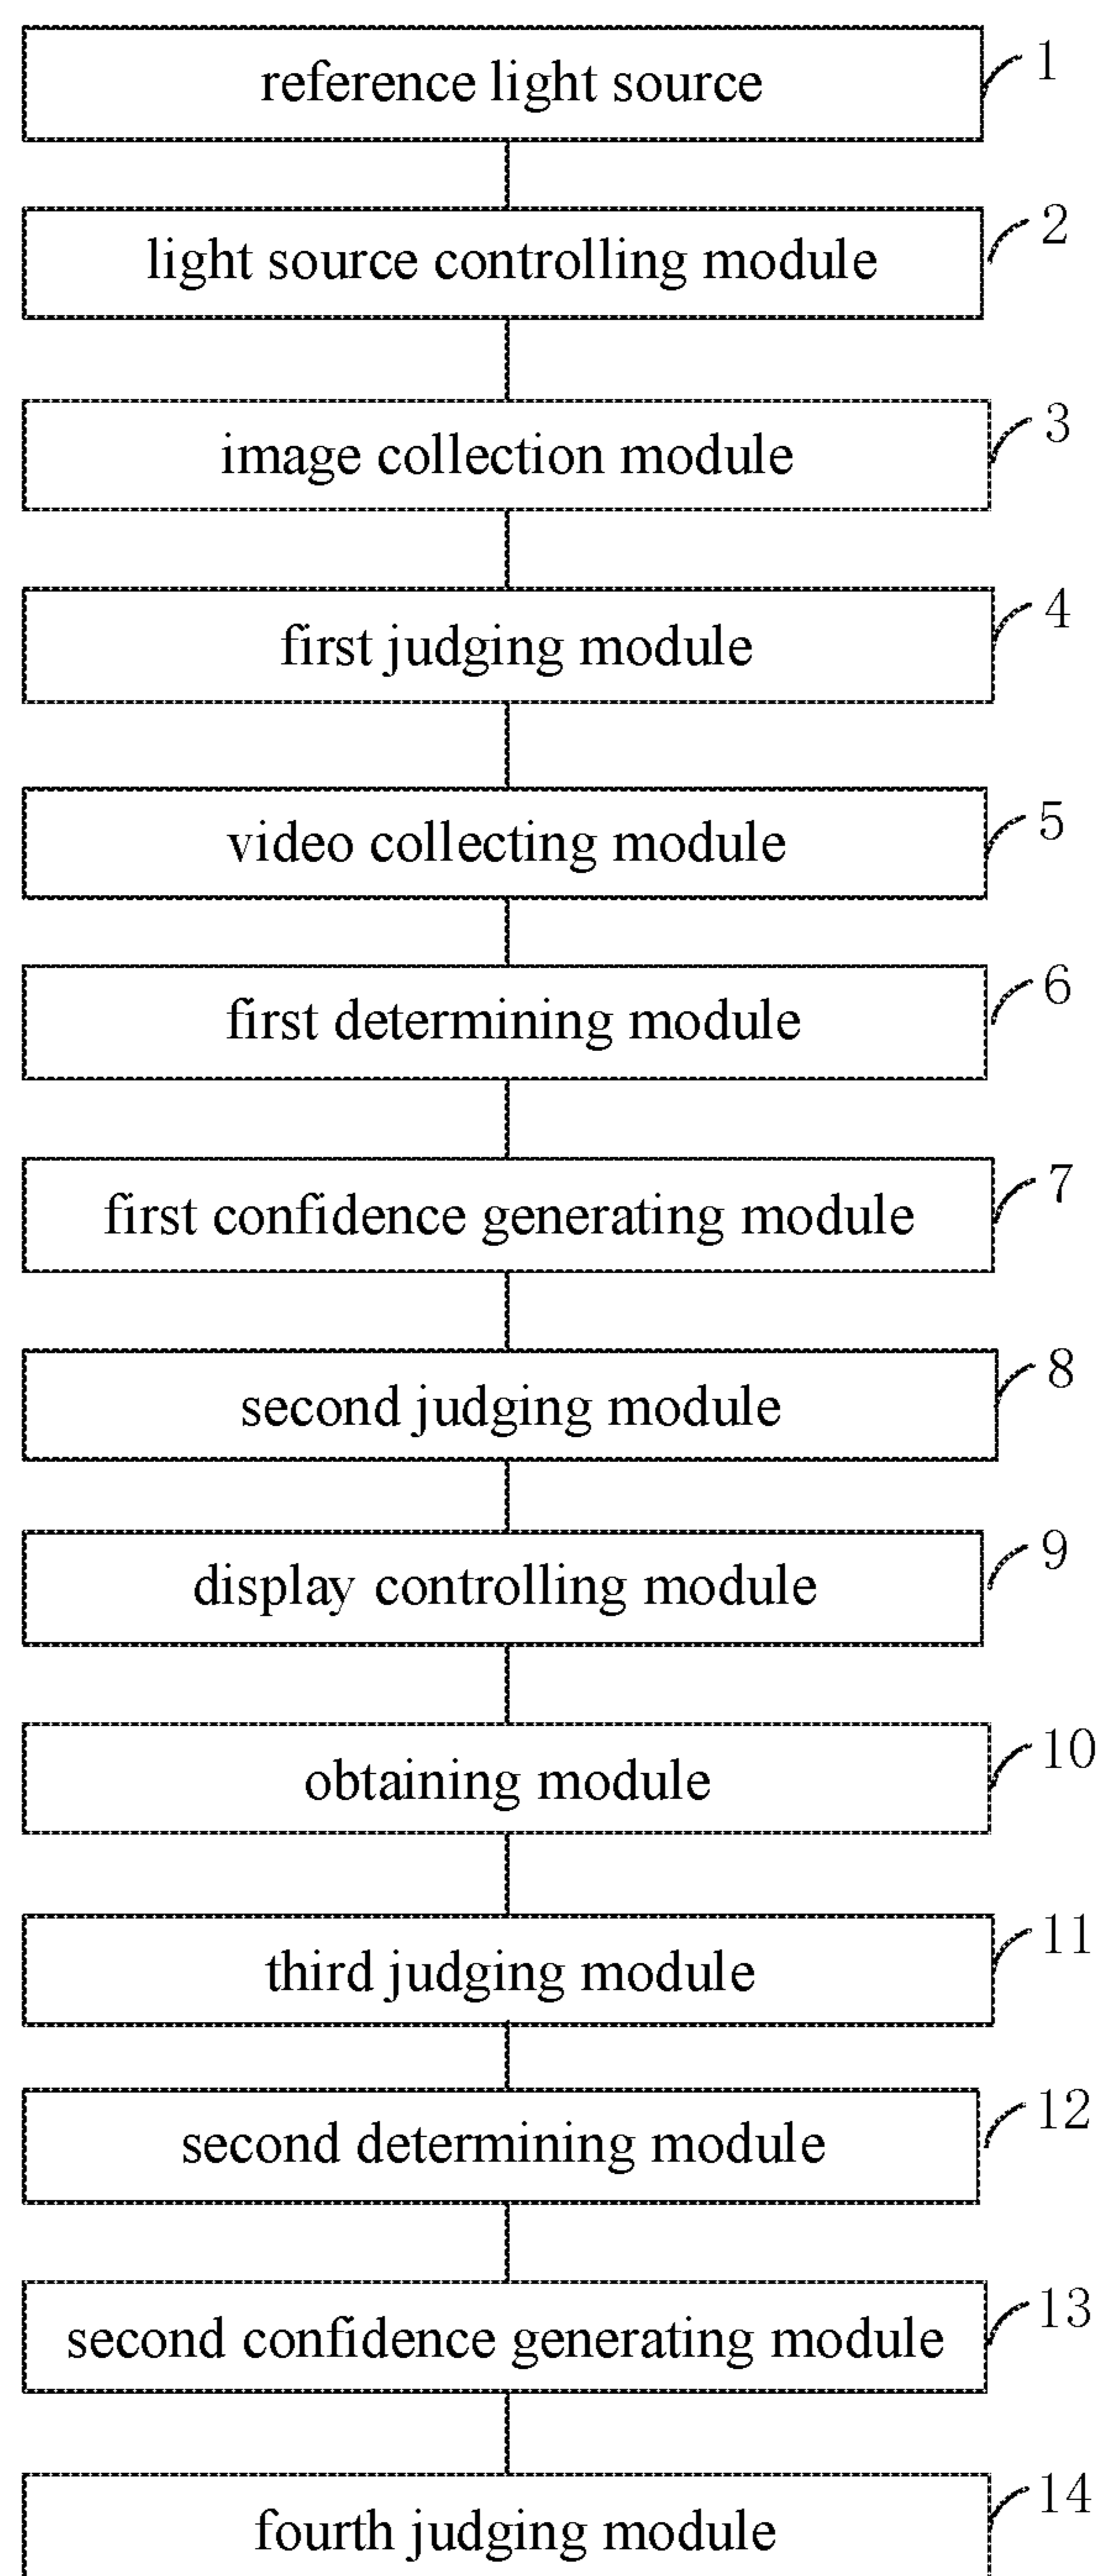 reference light source 1
light source controlling module 2
image collection module 3
first judging module 4
video collecting module 5
first determining module 6
first confidence generating module 7
second judging module 8
display controlling module 9
obtaining module 10
third judging module 11
second determining module 12
second confidence generating module 13
fourth judging module 14